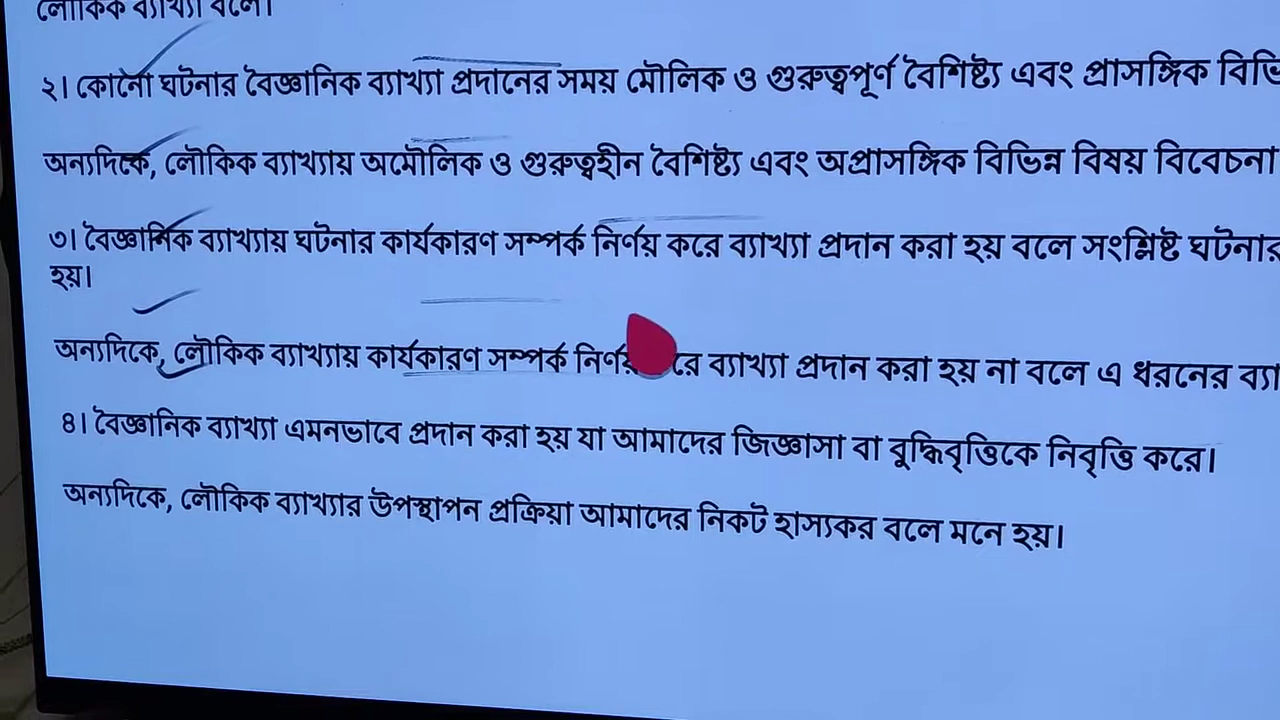 লৌকিক ব্যাখ্যা বলে।
২। কোনো ঘটনার বৈজ্ঞানিক ব্যাখ্যা প্রদানের সময় মৌলিক ও গুরুত্বপূর্ণ বৈশিষ্ট্য এবং প্রাসঙ্গিক
অন্যদিকে, লৌকিক ব্যাখ্যায় অমৌলিক ও গুরুত্বহীন বৈশিষ্ট্য এবং অপ্রাসঙ্গিক বিভিন্ন বিষয় বিবেচনা
৩। বৈজ্ঞানিক ব্যাখ্যায় ঘটনার কার্যকারণ সম্পর্ক নির্ণয় করে ব্যাখ্যা প্রদান করা হয় বলে সংশ্লিষ্ট ঘটনার
হয়।
অন্যদিকে, লৌকিক ব্যাখ্যায় কার্যকারণ সম্পর্ক নির্ণয় রে ব্যাখ্যা প্রদান করা হয় না বলে এ ধরনের
৪। বৈজ্ঞানিক ব্যাখ্যা এমনভাবে প্রদান করা হয় যা আমাদের জিজ্ঞাসা বা বুদ্ধিবৃত্তিকে নিবৃত্তি করে।
অন্যদিকে, লৌকিক ব্যাখ্যার উপস্থাপন প্রক্রিয়া আমাদের নিকট হাস্যকর বলে মনে হয়।